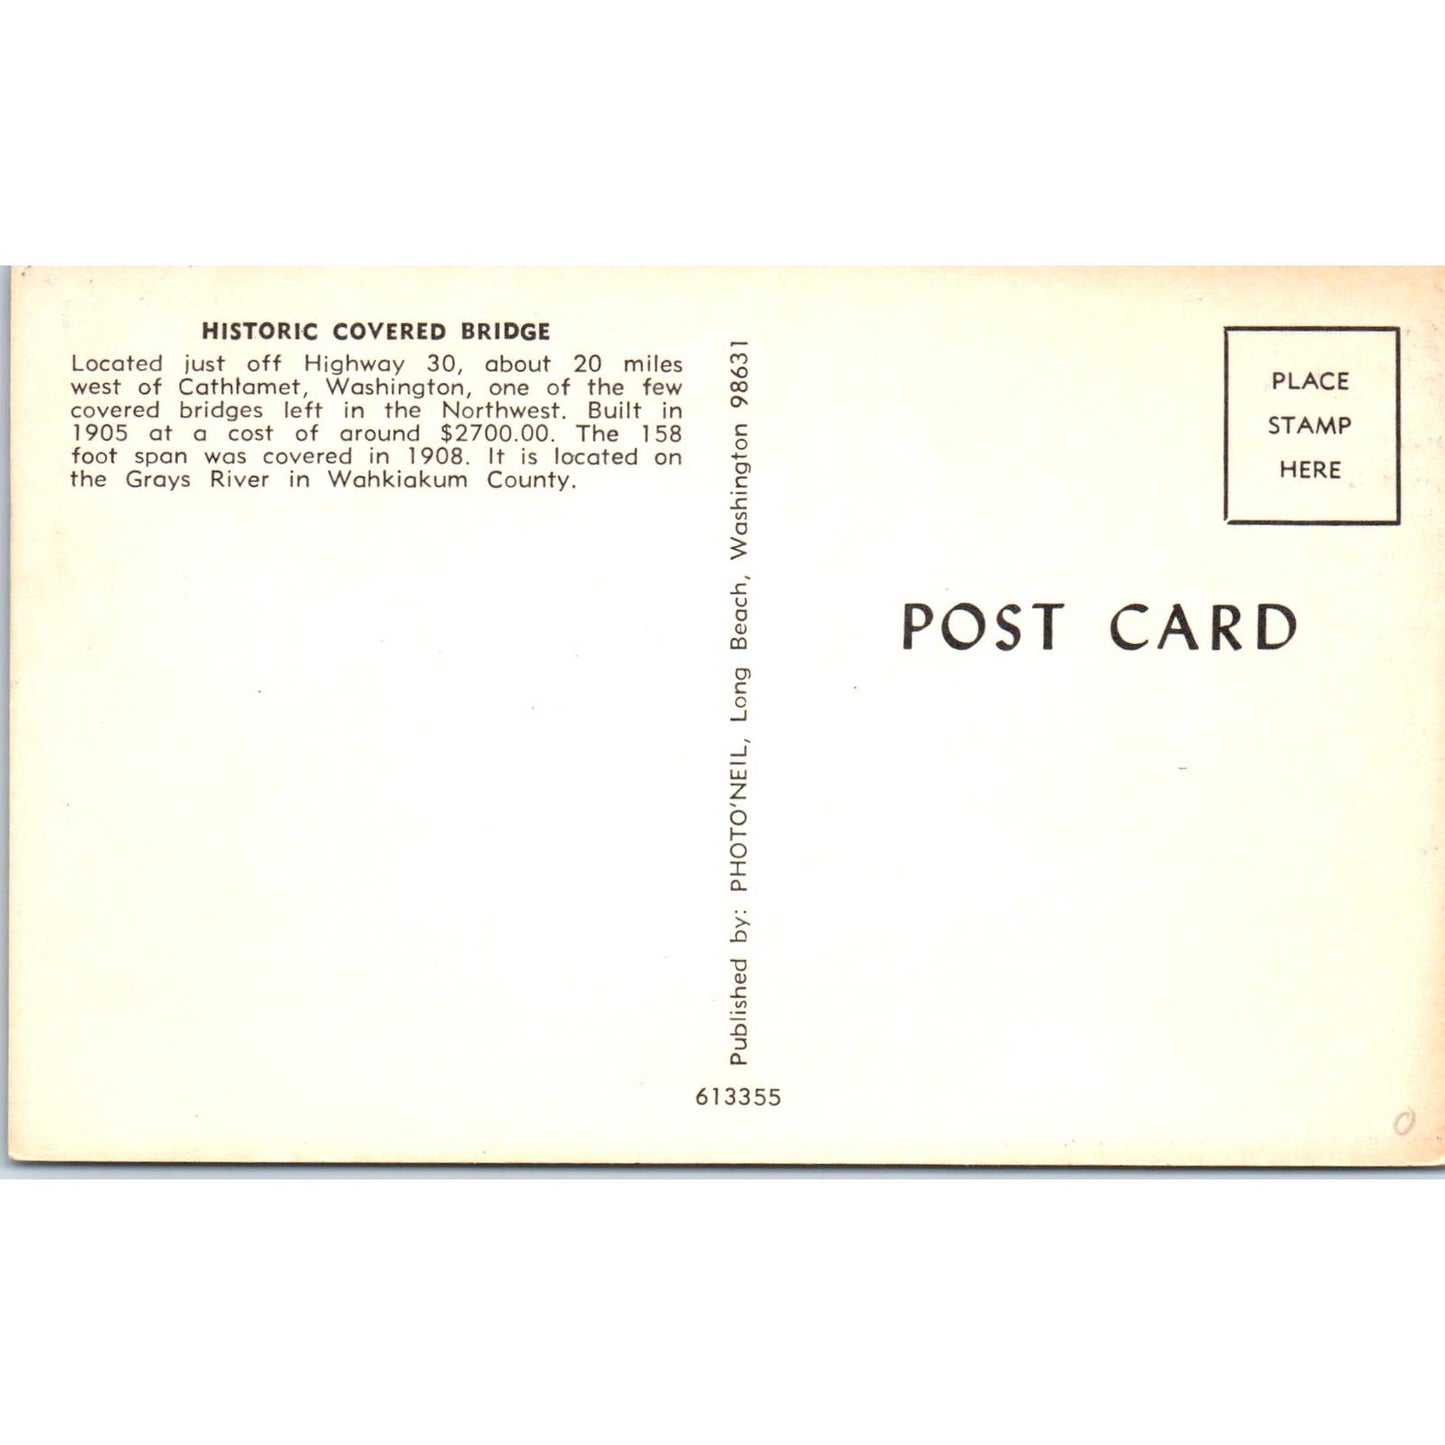 HISTORIC COVERED BRIDGE
Located just off Highway 30, about 20 miles
west of Cathlamet, Washington, one of the few
covered bridges left in the Northwest. Built in
1905 at a cost of around $2700.00. The 158
foot span was covered in 1908. It is located on
the Grays River in Wahkiakum County.
Published by: PHOTO'NEIL, Long Beach, Washington 98631
613355
PLACE
STAMP
HERE
POST CARD
0